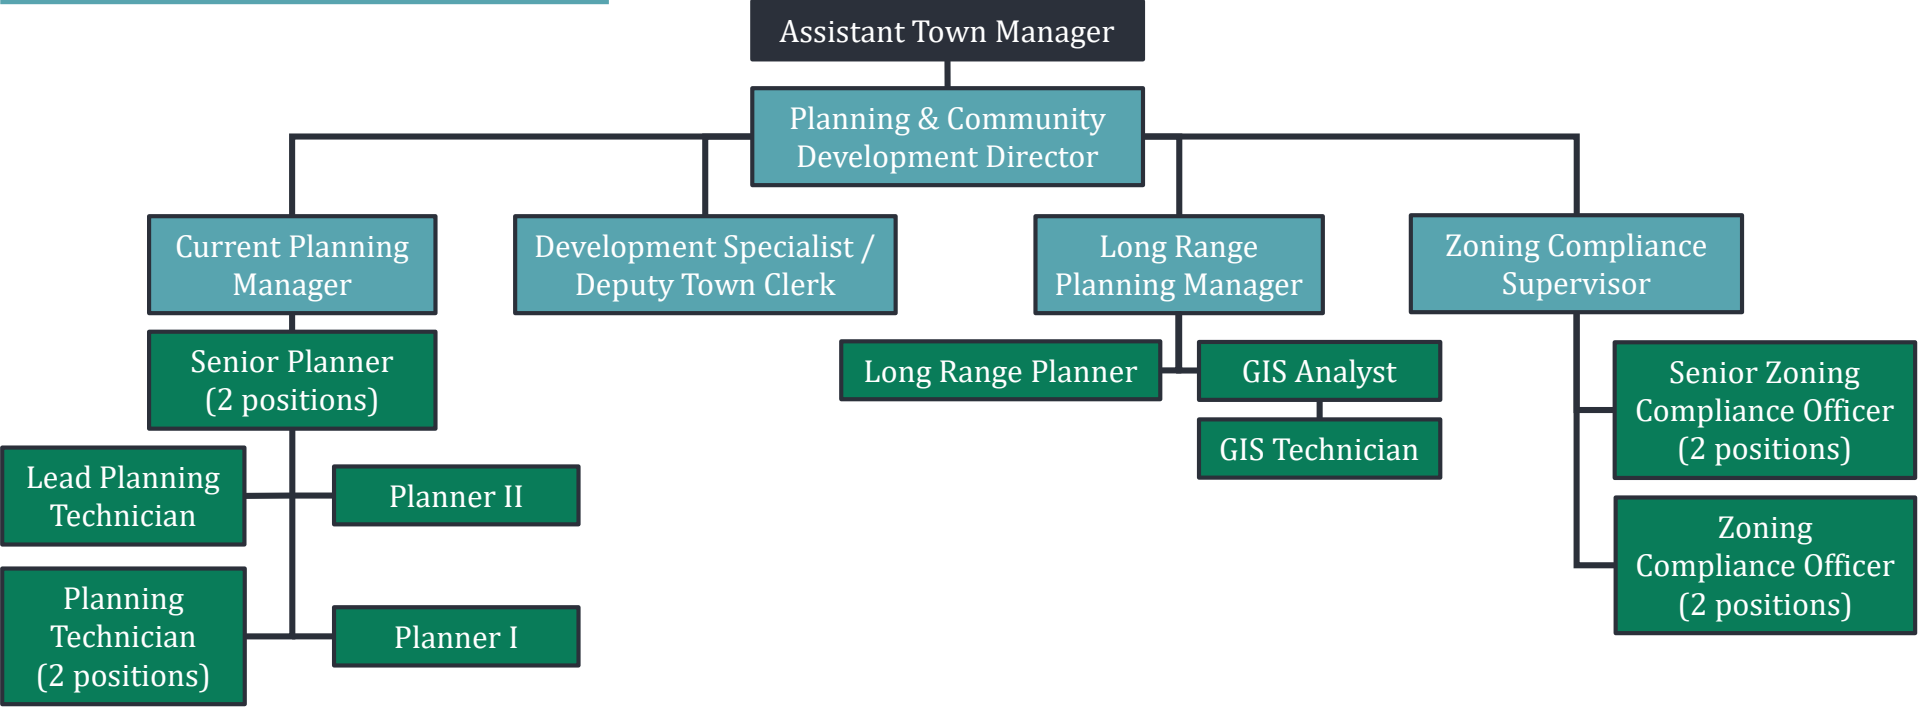 Assistant Town Manager
Planning & Community
Development Director
Current Planning
Manager
Development Specialist /
Deputy Town Clerk
Long Range
Planning Manager
Zoning Compliance
Supervisor
Senior Planner
(2 positions)
Lead Planning
Technician
Planner II
Planning
Technician
(2 positions)
Planner I
Long Range Planner
GIS Analyst
GIS Technician
Senior Zoning
Compliance Officer
(2 positions)
Zoning
Compliance Officer
(2 positions)